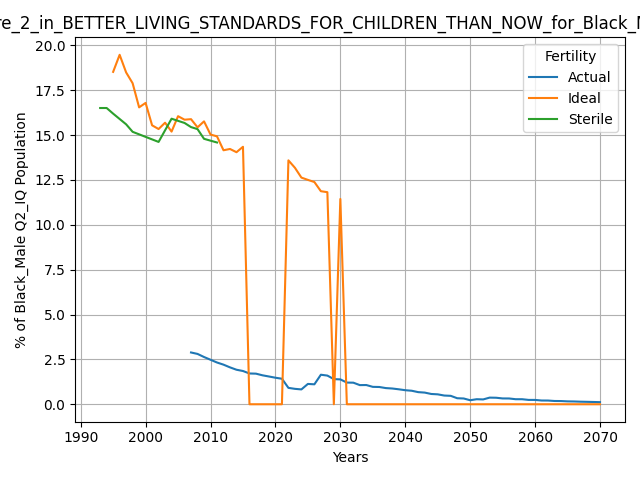 re_2_in_BETTER_LIVING_STANDARDS_FOR_CHILDREN_THAN_NOW_for_Black_M
Fertility
Actual
Ideal
Sterile
% of Black_Male Q2_IQ Population
20.0
17.5
15.0
12.5
10.0
7.5
5.0
2.5
0.0
1990 2000 2010 2020 2030 2040 2050 2060 2070
Years